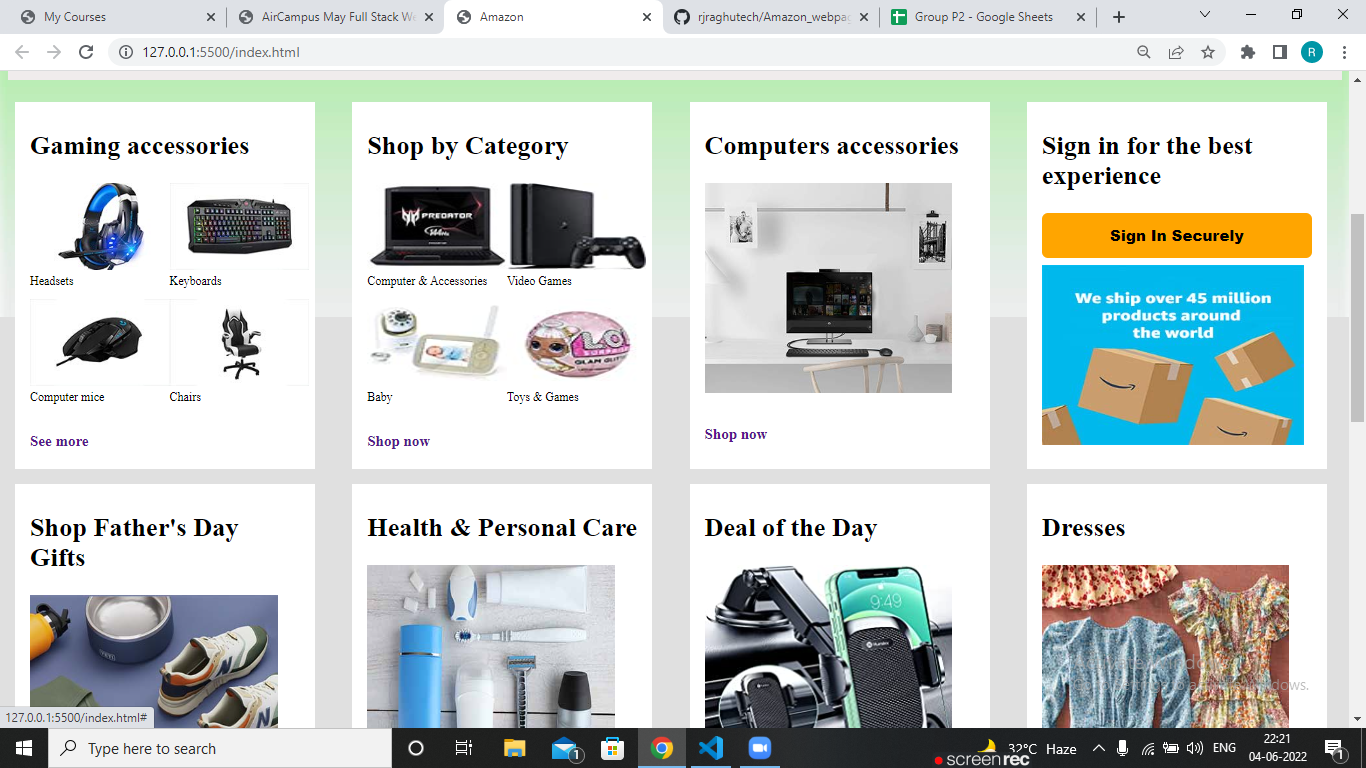 My Courses
AirCampus May Full Stack We
Amazon
rjraghutech/Amazon_webpag
Group P2 - Google Sheets
127.0.0.1:5500/index.html
R
Gaming accessories
Headsets
Keyboards
Computer mice
Chairs
See more
Shop by Category
PREDATOR
144Hz
Computer & Accessories
Video Games
Baby
Toys & Games
Shop now
Computers accessories
Shop now
Sign in for the best
experience
Sign In Securely
We ship over 45 million
products around
the world
Shop Father's Day
Gifts
Health & Personal Care
Deal of the Day
9:49
Dresses
127.0.0.1:5500/index.html#
Type here to search
1
32°C Haze
ENG
22:21
04-06-2022
1
screenrec